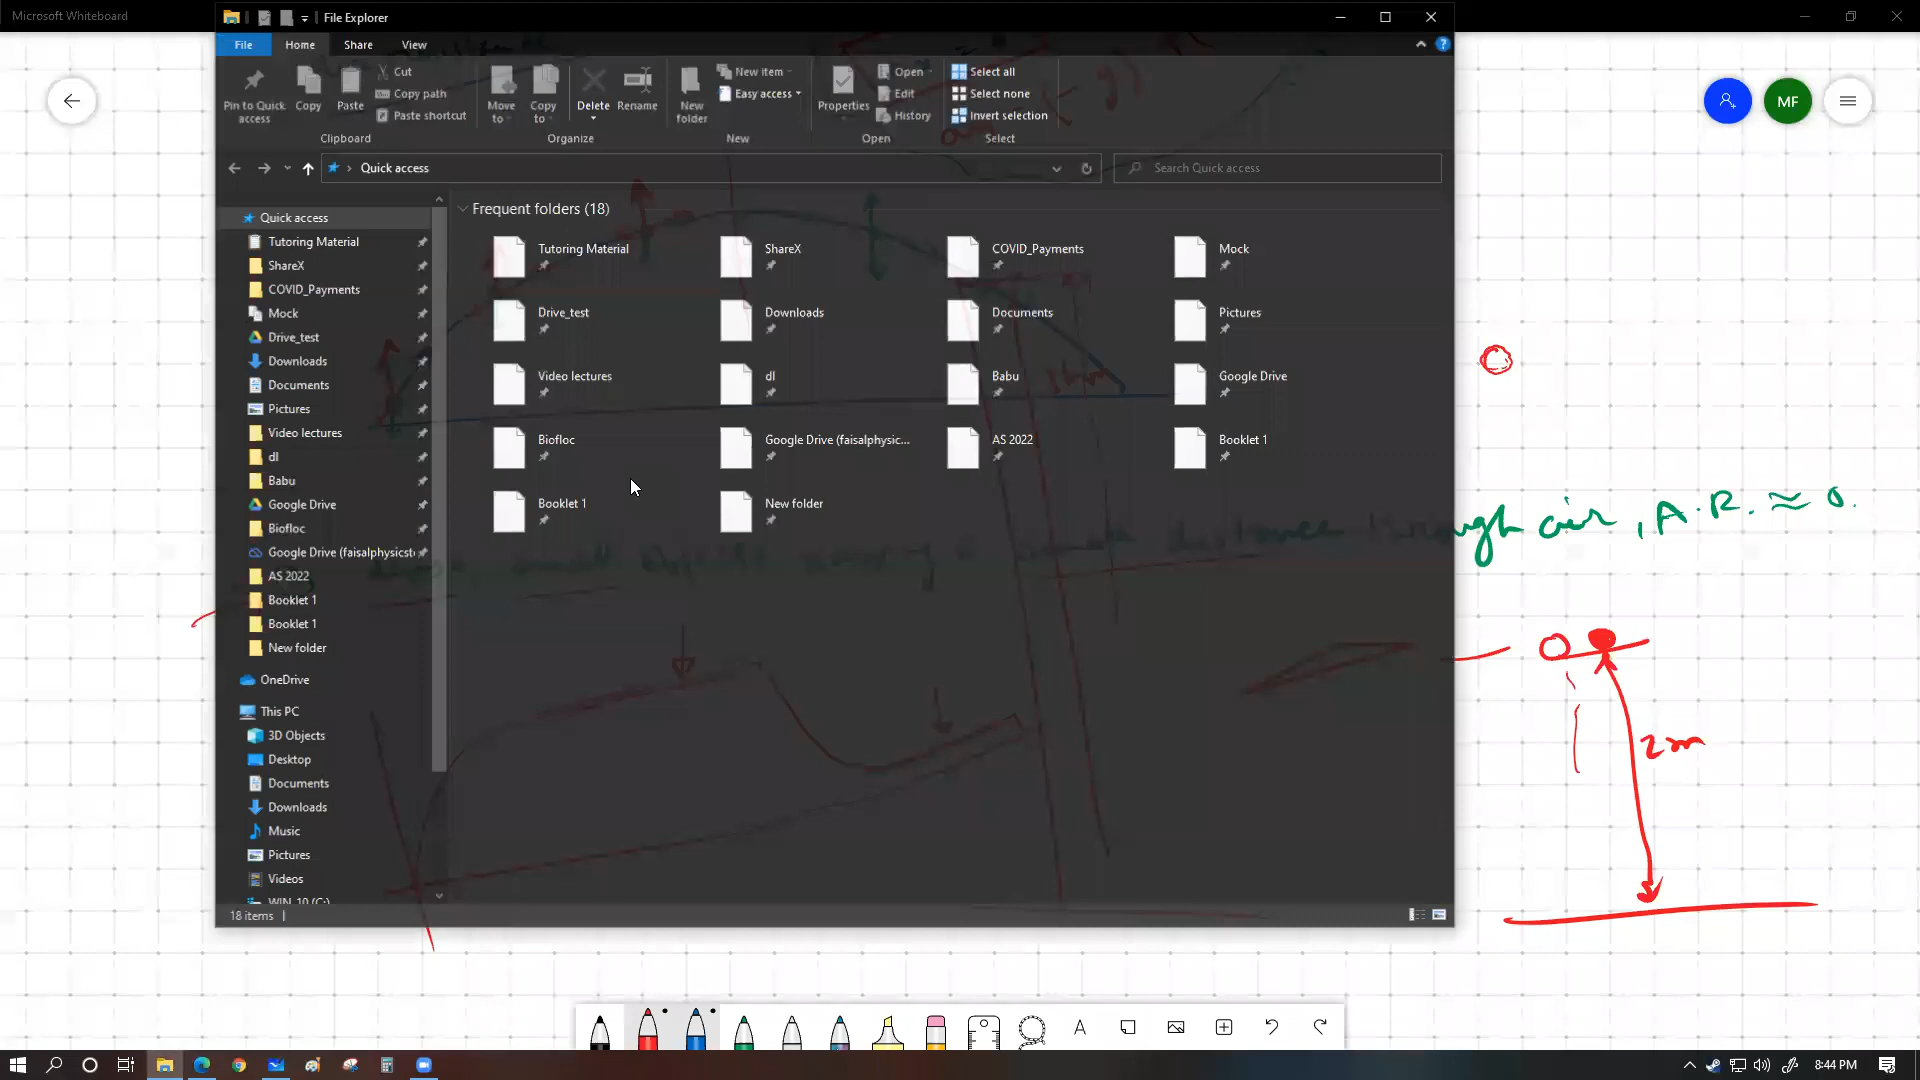 Microsoft Whiteboard
File Explorer
File Home Share View
Pin to Quick access
Copy
Paste
Cut
Copy path
Paste shortcut
Clipboard
Move to
Copy to
Delete
Rename
Organize
New folder
New item
Easy access
New
Properties
Open
Edit
History
Open
Select all
Select none
Invert selection
Select
MF
Quick access
Search Quick access
Quick access
Tutoring Material
ShareX
COVID_Payments
Mock
Drive_test
Downloads
Documents
Pictures
Video lectures
dl
Babu
Google Drive
Biofloc
Google Drive (faisalphysicst
AS 2022
Booklet 1
Booklet 1
New folder
OneDrive
This PC
3D Objects
Desktop
Documents
Downloads
Music
Pictures
Videos
WIN_10 (C:)
Frequent folders (18)
Tutoring Material
ShareX
COVID_Payments
Mock
Drive_test
Downloads
Documents
Pictures
Video lectures
dl
Babu
Google Drive
Biofloc
Google Drive (faisalphysic...
AS 2022
Booklet 1
Booklet 1
New folder
distance through air, A.R. ≈ 0.
2m
18 items
8:44 PM